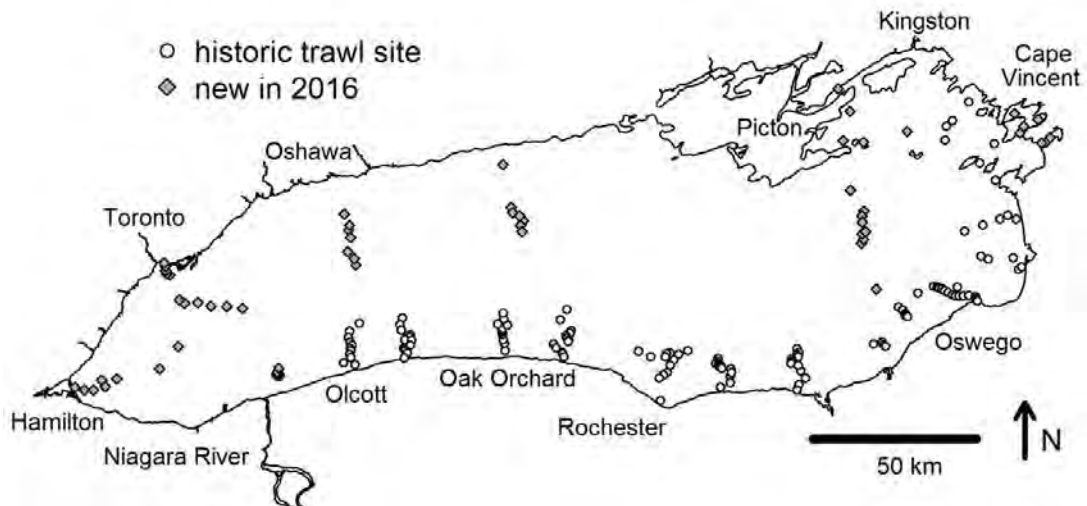 Kingston
historic trawl site
Cape
Vincent
new in 2016
Picton
Oshawa
Toronto
Oswego
Olcott
Oak Orchard
Hamilton
Rochester
Niagara River
N
50 km